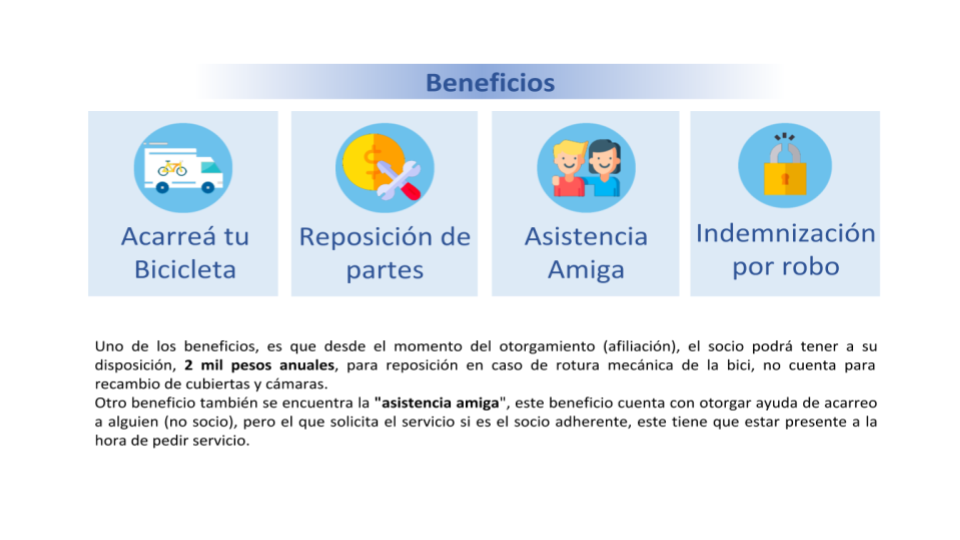 Beneficios
Acarreá tu
Bicicleta
Reposición de
partes
Asistencia
Amiga
Indemnización
por robo
Uno de los beneficios, es que desde el momento del otorgamiento (afiliación), el socio podrá tener a su
disposición, 2 mil pesos anuales, para reposición en caso de rotura mecánica de la bici, no cuenta para
recambio de cubiertas y cámaras.
Otro beneficio también se encuentra la "asistencia amiga", este beneficio cuenta con otorgar ayuda de acarreo
a alguien (no socio), pero el que solicita el servicio si es el socio adherente, este tiene que estar presente a la
hora de pedir servicio.